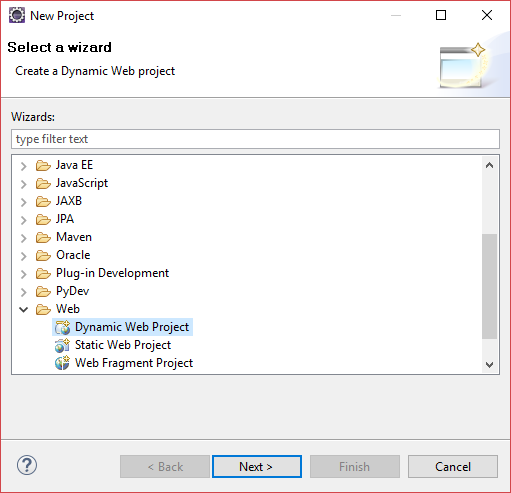 New Project
Select a wizard
Create a Dynamic Web project
Wizards:
type filter text
Java EE
JavaScript
JAXB
JPA
Maven
Oracle
Plug-in Development
PyDev
Web
Dynamic Web Project
Static Web Project
Web Fragment Project
? < Back Next > Finish Cancel